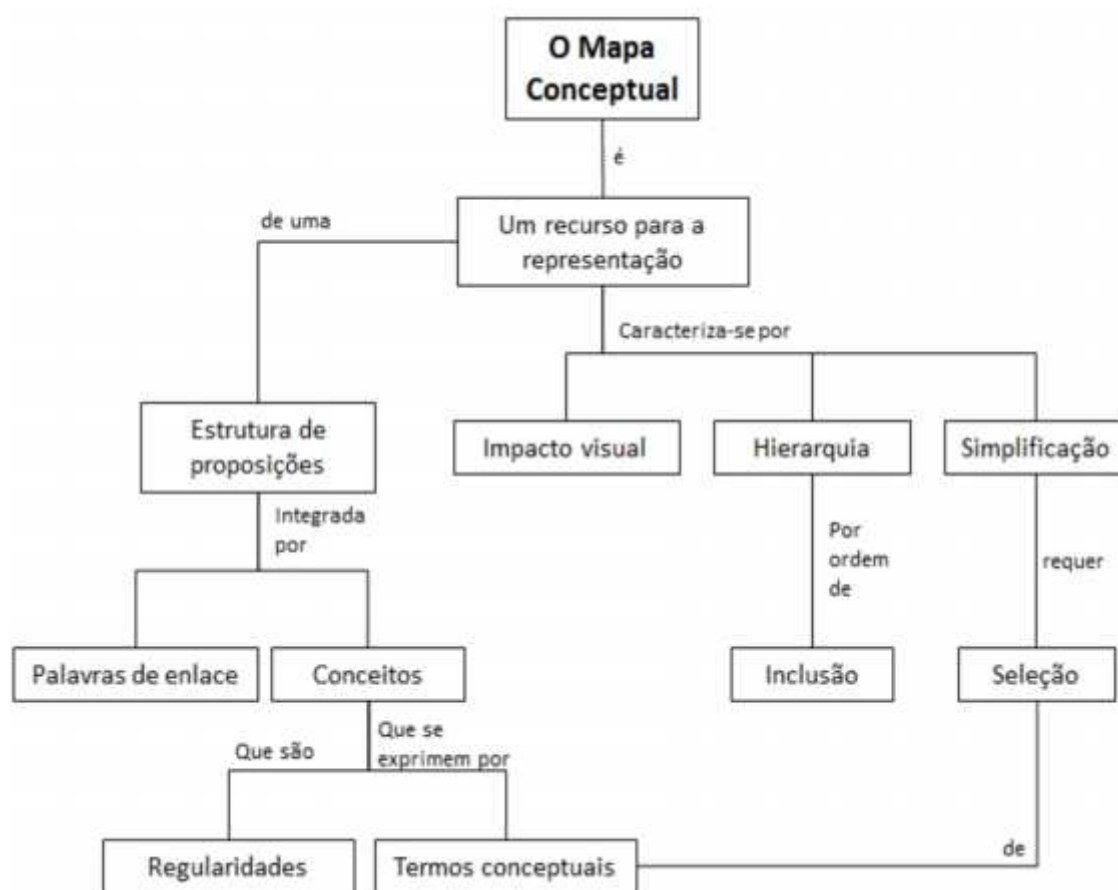 O Mapa
Conceptual
é
Um recurso para a
representação
de uma
Caracteriza-se por
Estrutura de
proposições
Impacto visual
Hierarquia
Simplificação
Integrada
por
Por
ordem
de
requer
Palavras de enlace
Conceitos
Inclusão
Seleção
Que são
Que se
exprimem por
Regularidades
Termos conceptuais
de